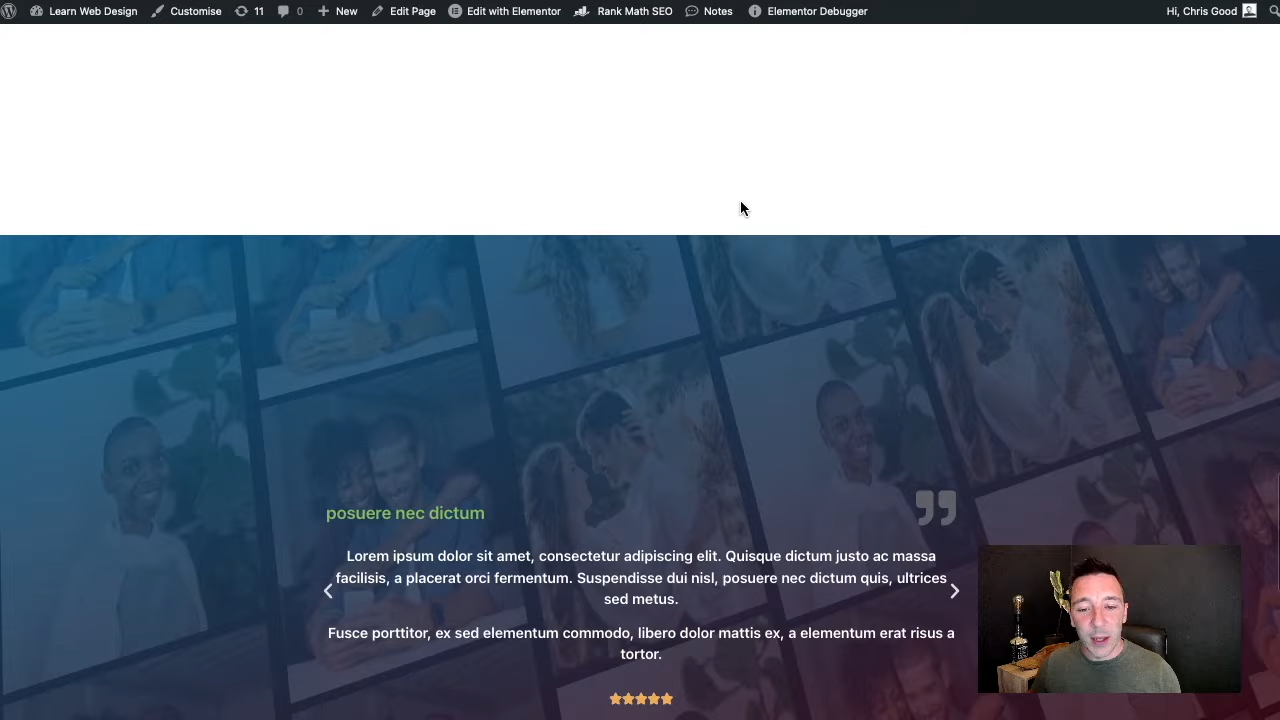 Learn Web Design Customise 11 0 New Edit Page Edit with Elementor Rank Math SEO Notes Elementor Debugger Hi, Chris Good
posuere nec dictum
Lorem ipsum dolor sit amet, consectetur adipiscing elit. Quisque dictum justo ac massa
facilisis, a placerat orci fermentum. Suspendisse dui nisl, posuere nec dictum quis, ultrices
sed metus.
Fusce porttitor, ex sed elementum commodo, libero dolor mattis ex, a elementum erat risus a
tortor.